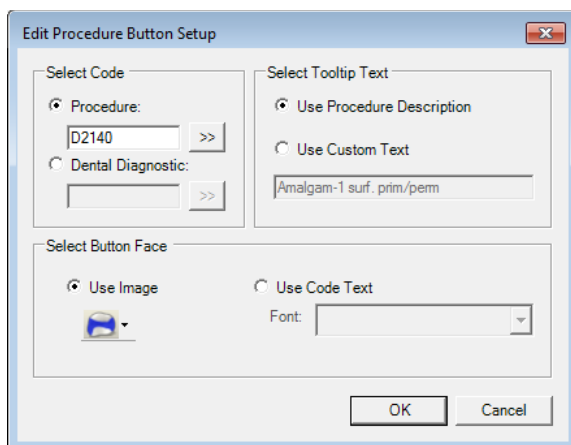 Edit Procedure Button Setup
Select Code
Procedure:
D2140
>>
Dental Diagnostic:
>>
Select Tooltip Text
Use Procedure Description
Use Custom Text
Amalgam-1 surf. prim/perm
Select Button Face
Use Image
Use Code Text
Font:
OK
Cancel